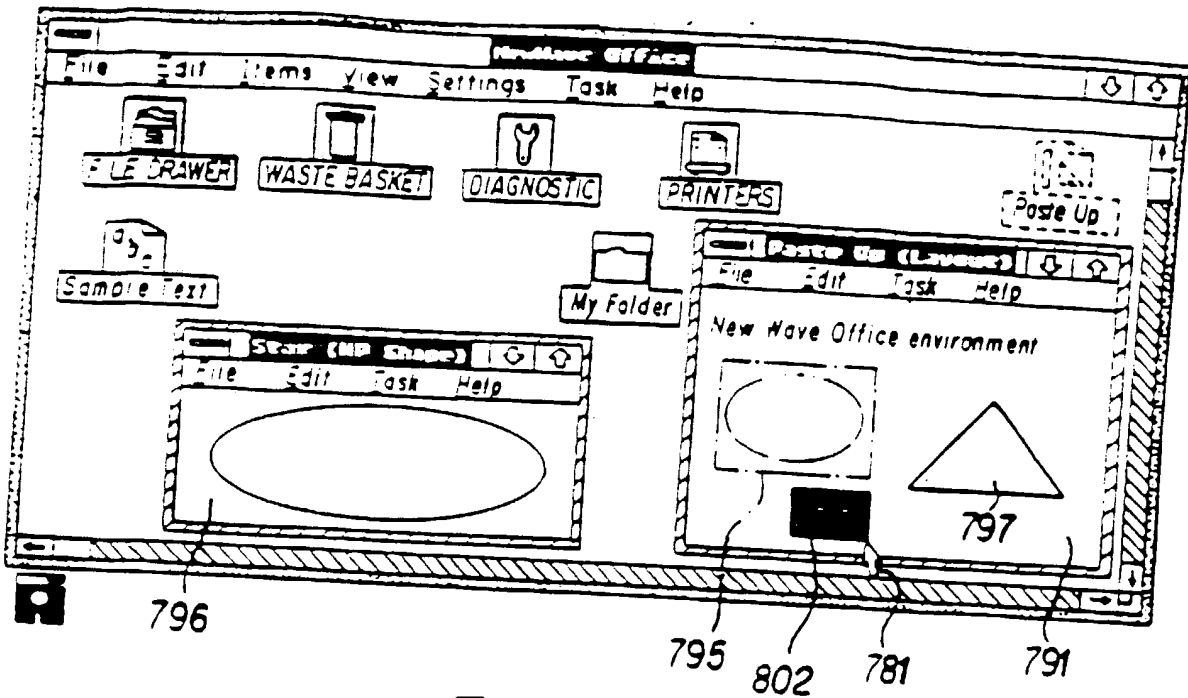 NewWave Office
File Edit Items View Settings Task Help
FILE DRAWER
WASTE BASKET
DIAGNOSTIC
PRINTERS
Paste Up
a b c
Sample Text
My Folder
Paste Up (Layout)
File Edit Task Help
New Wave Office environment
Star (HP Shape)
File Edit Task Help
797
796
795
802
781
791